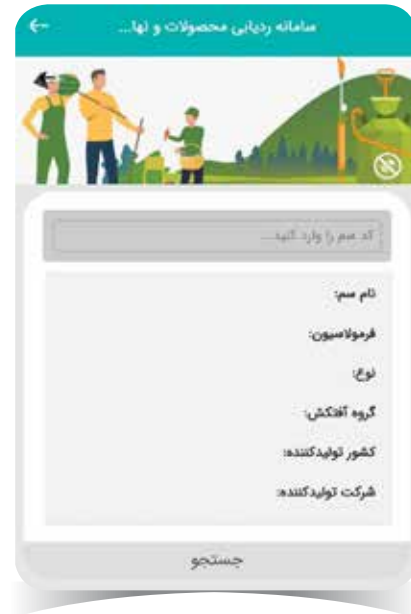 سامانه ردیابی محصولات و نها...
کد سم را وارد کنید...
نام سم:
فرمولاسیون:
نوع:
گروه آفتکش:
کشور تولیدکننده:
شرکت تولیدکننده:
جستجو